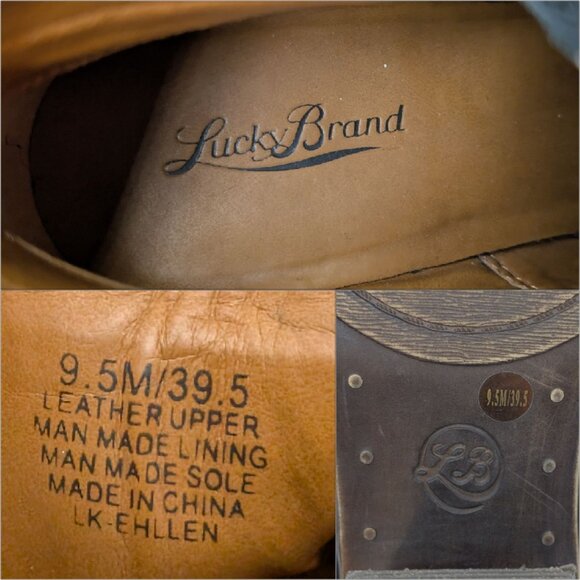 Lucky Brand
9.5M/39.5
LEATHER UPPER
MAN MADE LINING
MAN MADE SOLE
MADE IN CHINA
LK-EHLLEN
9.5M/39.5
LB